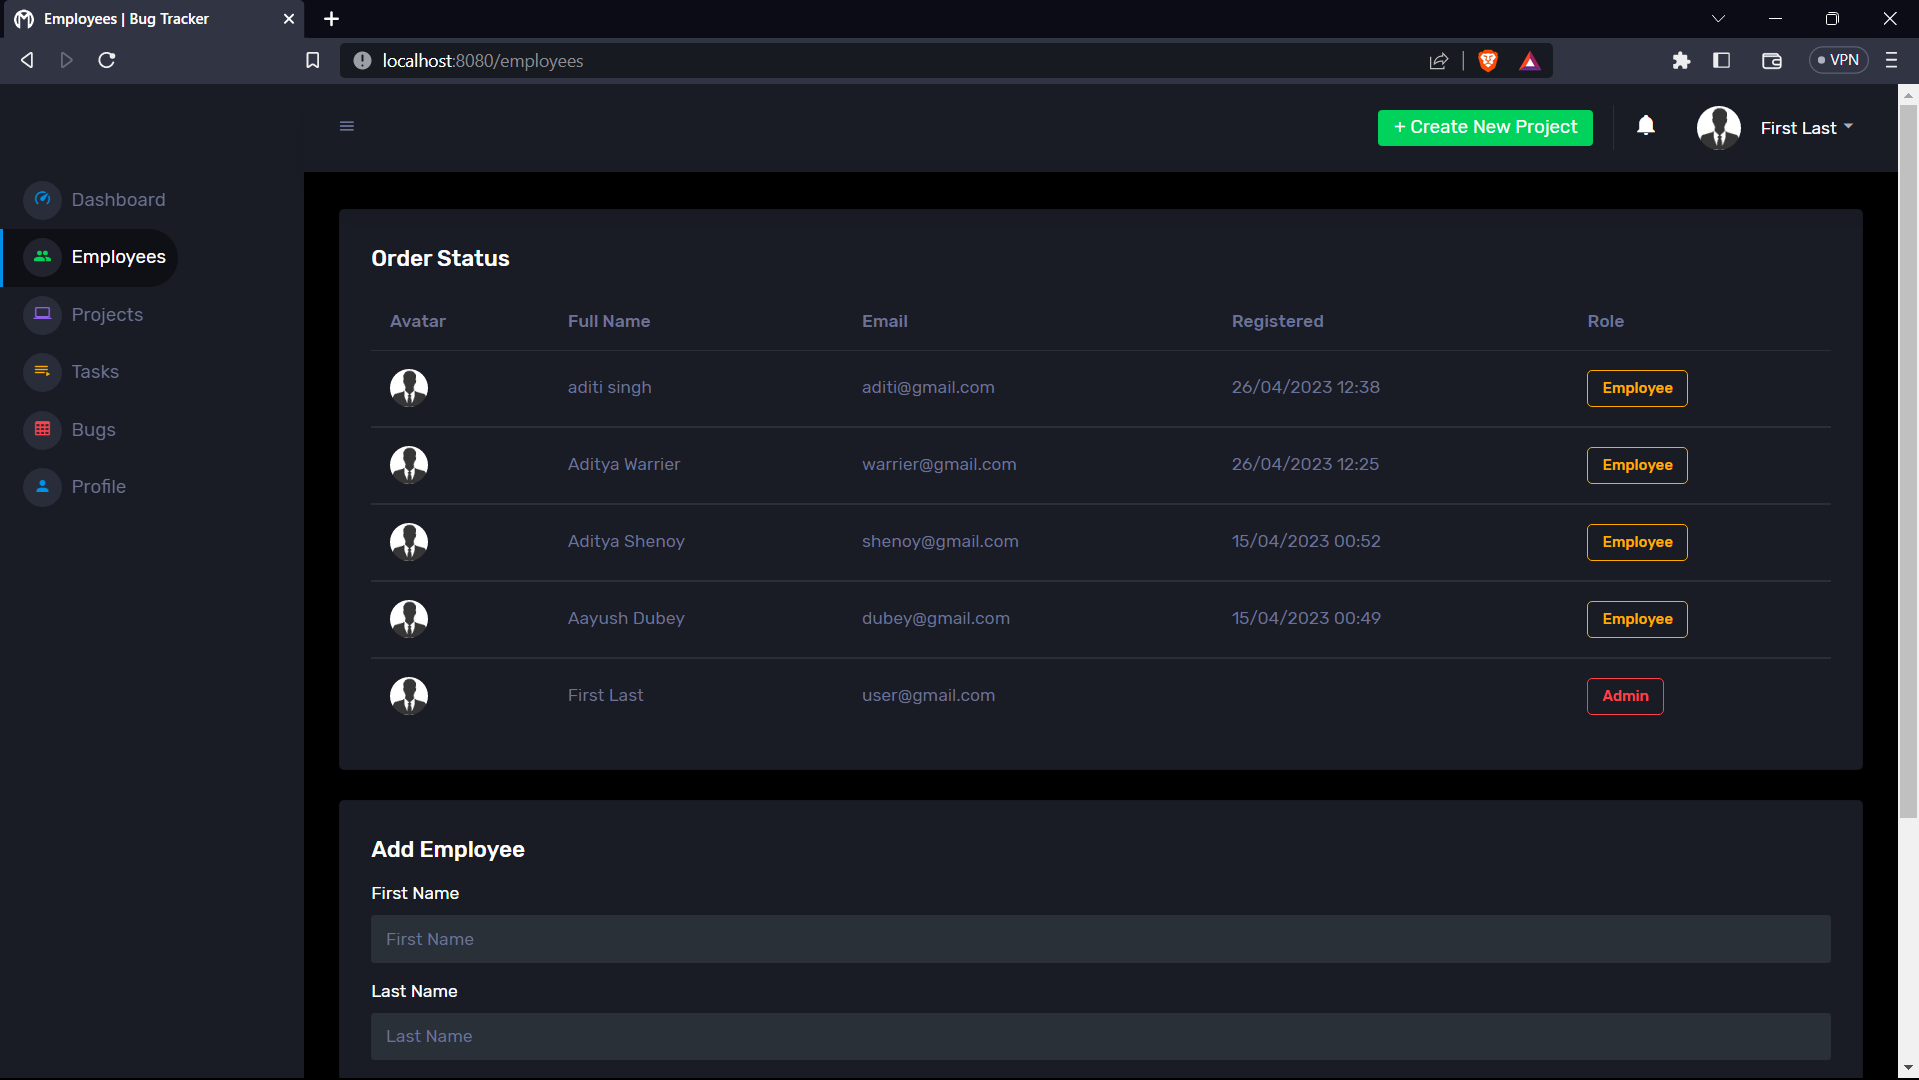 Employees | Bug Tracker
localhost:8080/employees
VPN
+ Create New Project
First Last
Dashboard
Employees
Projects
Tasks
Bugs
Profile
Order Status
Avatar Full Name Email Registered Role
aditi singh aditi@gmail.com 26/04/2023 12:38 Employee
Aditya Warrier warrier@gmail.com 26/04/2023 12:25 Employee
Aditya Shenoy shenoy@gmail.com 15/04/2023 00:52 Employee
Aayush Dubey dubey@gmail.com 15/04/2023 00:49 Employee
First Last user@gmail.com Admin
Add Employee
First Name
First Name
Last Name
Last Name